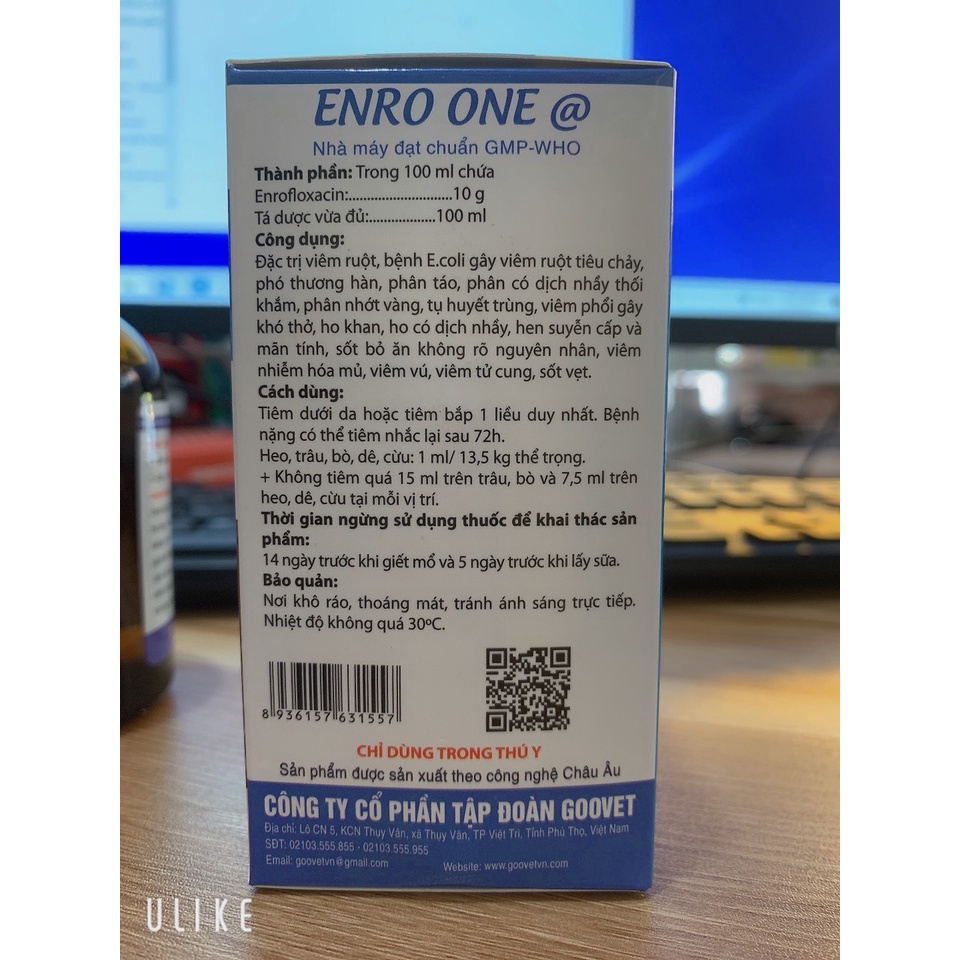 ENRO ONE @
Nhà máy đạt chuẩn GMP-WHO
Thành phần: Trong 100 ml chứa
Enrofloxacin:............................10 g
Tá dược vừa đủ:..................100 ml
Công dụng:
Đặc trị viêm ruột, bệnh E.coli gây viêm ruột tiêu chảy,
phó thương hàn, phân táo, phân có dịch nhầy thối
khắm, phân nhớt vàng, tụ huyết trùng, viêm phổi gây
khó thở, ho khan, ho có dịch nhầy, hen suyễn cấp và
mãn tính, sốt bỏ ăn không rõ nguyên nhân, viêm
nhiễm hóa mủ, viêm vú, viêm tử cung, sốt vẹt.
Cách dùng:
Tiêm dưới da hoặc tiêm bắp 1 liều duy nhất. Bệnh
nặng có thể tiêm nhắc lại sau 72h.
Heo, trâu, bò, dê, cừu: 1 ml/ 13,5 kg thể trọng.
+ Không tiêm quá 15 ml trên trâu, bò và 7,5 ml trên
heo, dê, cừu tại mỗi vị trí.
Thời gian ngừng sử dụng thuốc để khai thác sản
phẩm:
14 ngày trước khi giết mổ và 5 ngày trước khi lấy sữa.
Bảo quản:
Nơi khô ráo, thoáng mát, tránh ánh sáng trực tiếp.
Nhiệt độ không quá 30ºC.
8 936157 631557
CHỈ DÙNG TRONG THÚ Y
Sản phẩm được sản xuất theo công nghệ Châu Âu
CÔNG TY CỔ PHẦN TẬP ĐOÀN GOOVET
Địa chỉ: Lô CN 5, KCN Thụy Vân, xã Thụy Vân, TP Việt Trì, Tỉnh Phú Thọ, Việt Nam
SĐT: 02103.555.855 - 02103.555.955
Email: goovetvn@gmail.com Website: www.goovetvn.com
ULIKE